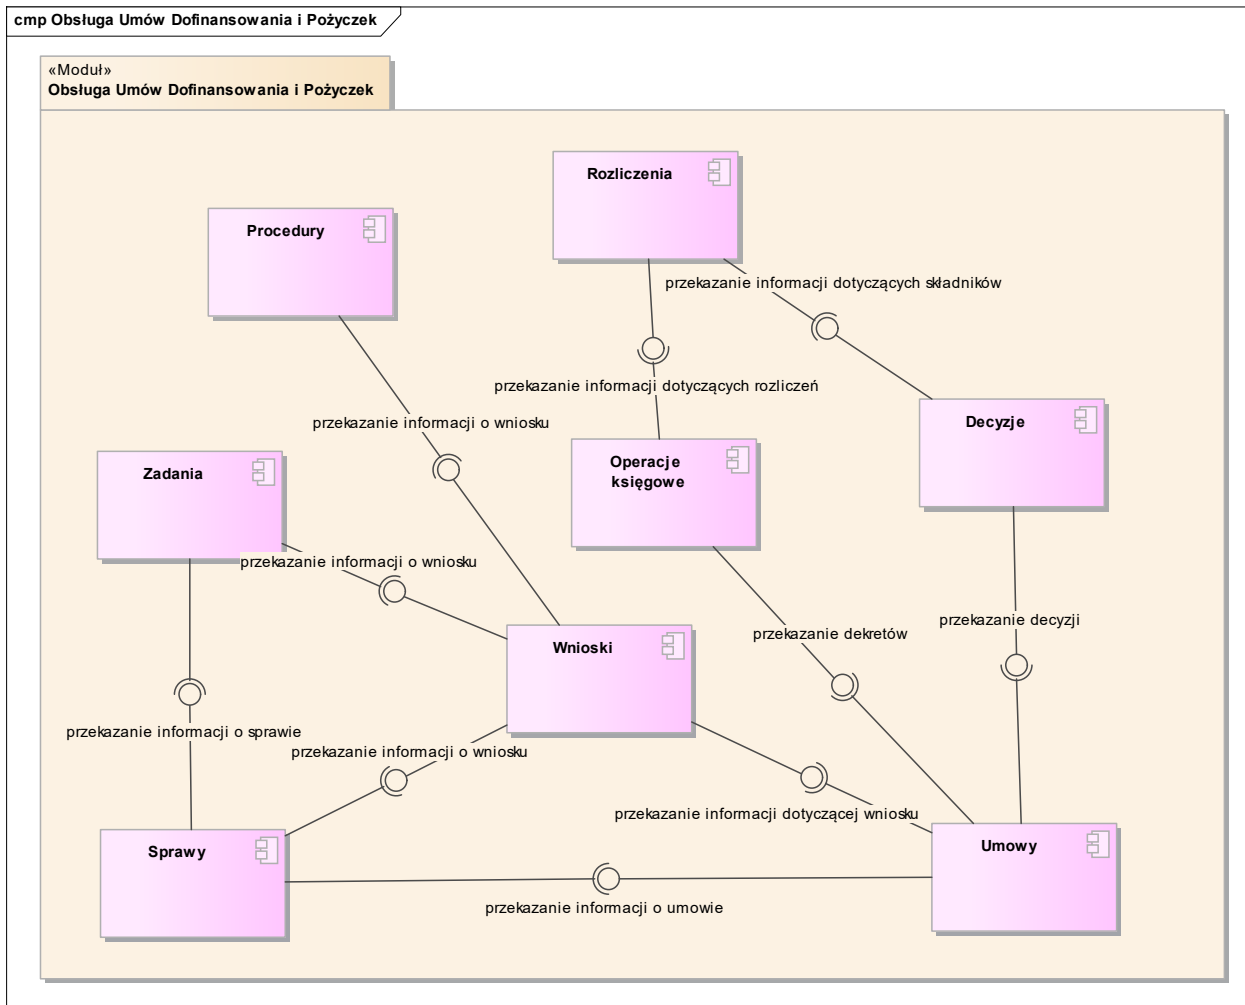 cmp Obsługa Umów Dofinansowania i Pożyczek
«Moduł»
Obsługa Umów Dofinansowania i Pożyczek
Rozliczenia
Procedury
przekazanie informacji dotyczących składników
przekazanie informacji dotyczących rozliczeń
przekazanie informacji o wniosku
Decyzje
Operacje
księgowe
Zadania
przekazanie informacji o wniosku
przekazanie decyzji
przekazanie dekretów
Wnioski
przekazanie informacji o sprawie
przekazanie informacji o wniosku
przekazanie informacji dotyczącej wniosku
Sprawy
Umowy
przekazanie informacji o umowie